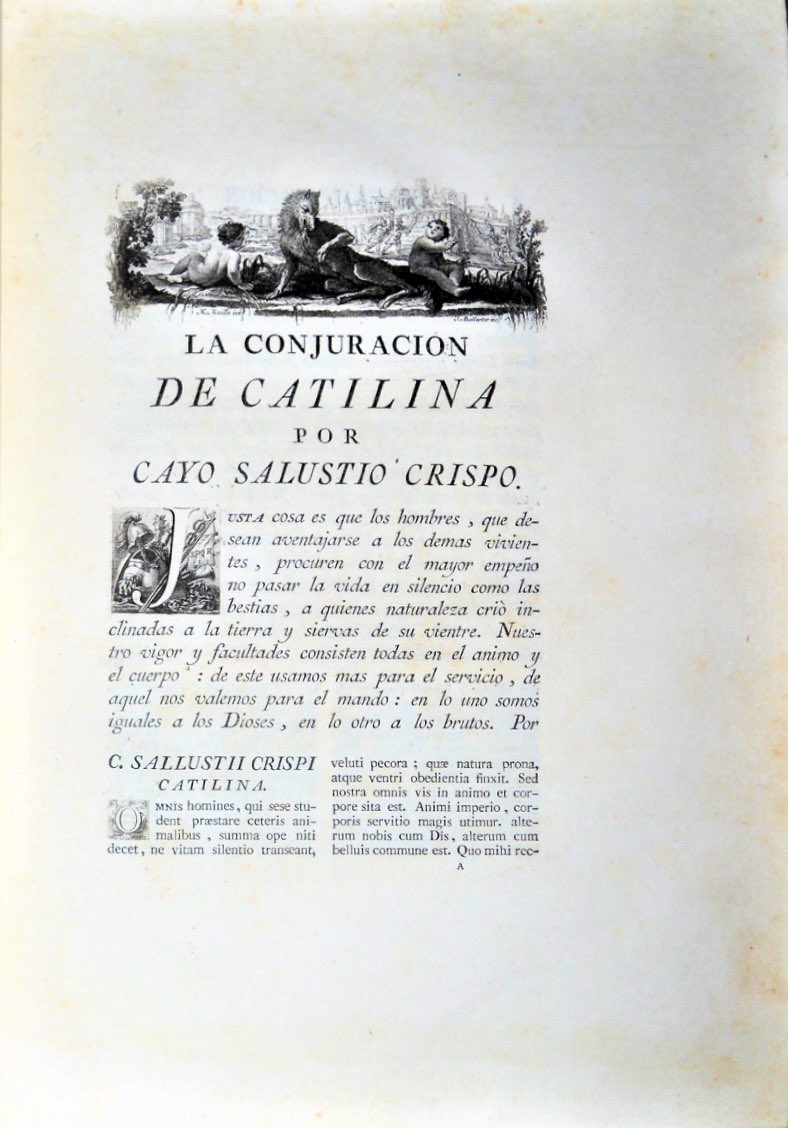 LA CONJURACION
DE CATILINA
POR
CAYO SALUSTIO CRISPO.
JUSTA cosa es que los hombres, que de-
sean aventajarse a los demas vivien-
tes, procuren con el mayor empeño
no pasar la vida en silencio como las
bestias, a quienes naturaleza criò in-
clinadas a la tierra y siervas de su vientre. Nues-
tro vigor y facultades consisten todas en el animo y
el cuerpo : de este usamos mas para el servicio, de
aquel nos valemos para el mando : en lo uno somos
iguales a los Dioses, en lo otro a los brutos. Por
C. SALLUSTII CRISPI
CATILINA.
OMNIS homines, qui sese stu-
dent præstare ceteris ani-
malibus, summa ope niti
decet, ne vitam silentio transeant,
veluti pecora; quæ natura prona,
atque ventri obedientia finxit. Sed
nostra omnis vis in animo et cor-
pore sita est. Animi imperio, cor-
poris servitio magis utimur. alte-
rum nobis cum Dis, alterum cum
belluis commune est. Quo mihi rec-
A